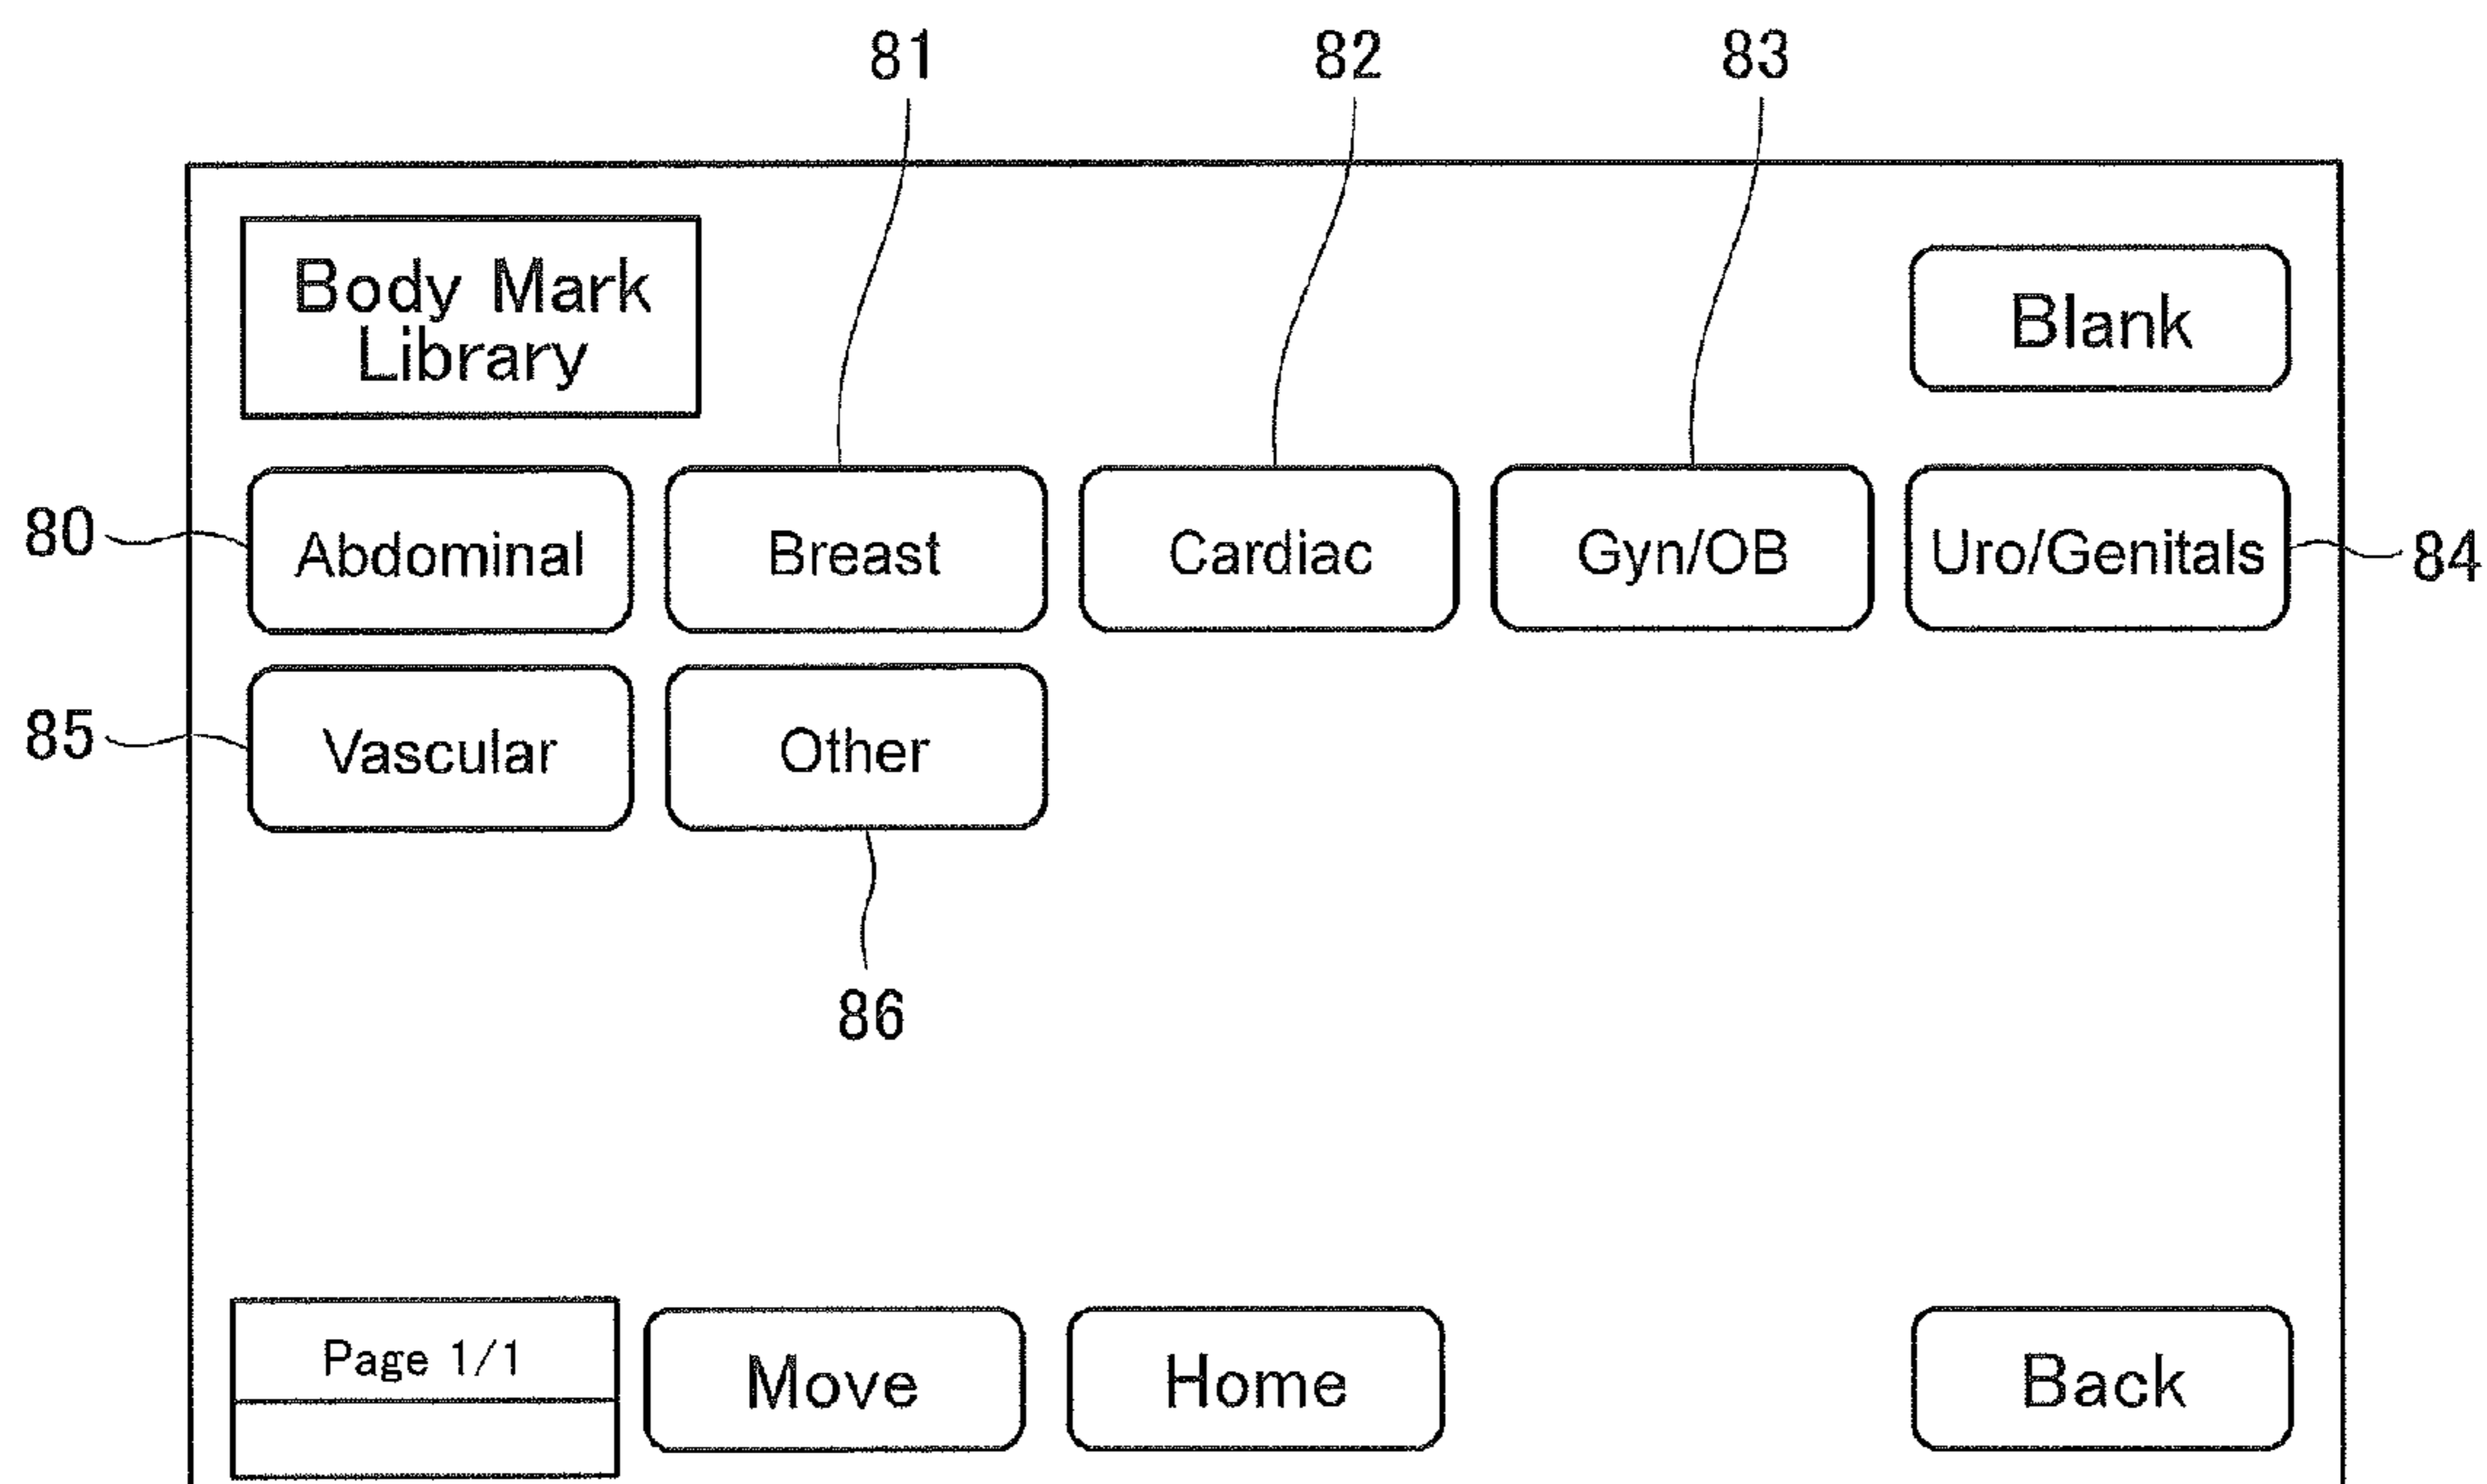 81 82 83
Body Mark
Library
Blank
80 Abdominal Breast Cardiac Gyn/OB Uro/Genitals 84
85 Vascular Other
86
Page 1/1
Move Home Back